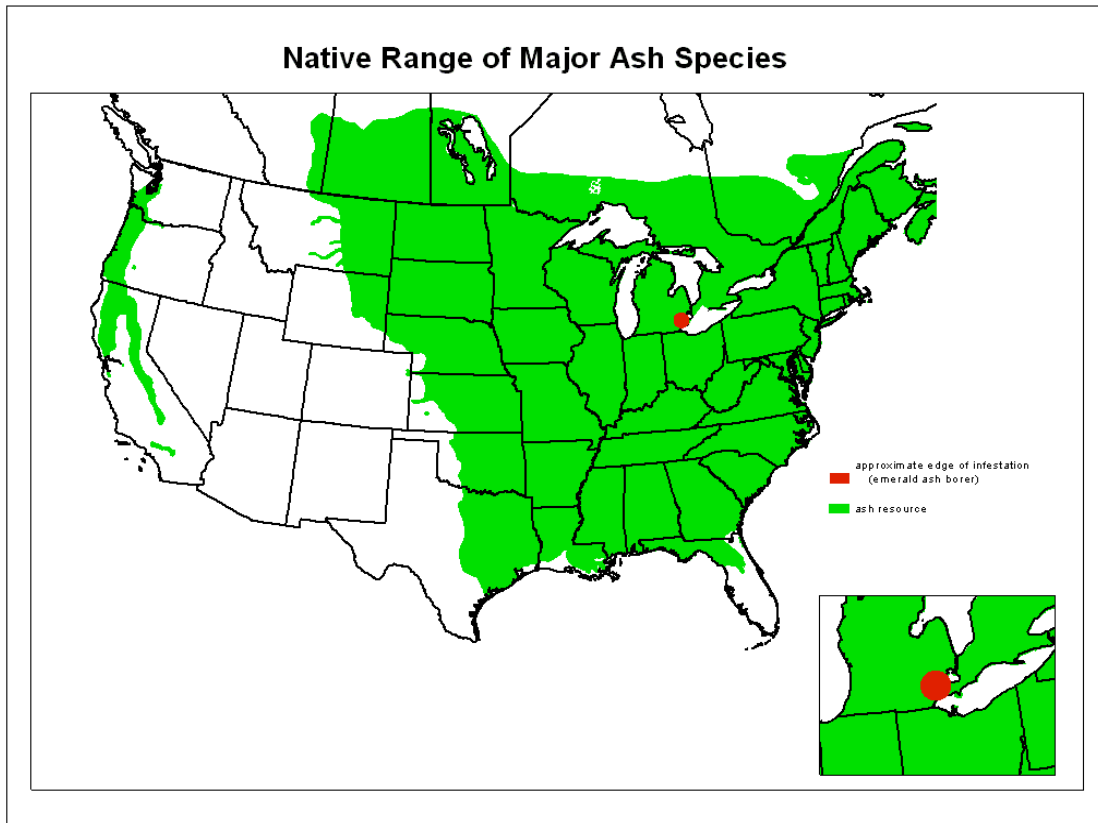 Native Range of Major Ash Species
approximate edge of infestation
(emerald ash borer)
ash resource